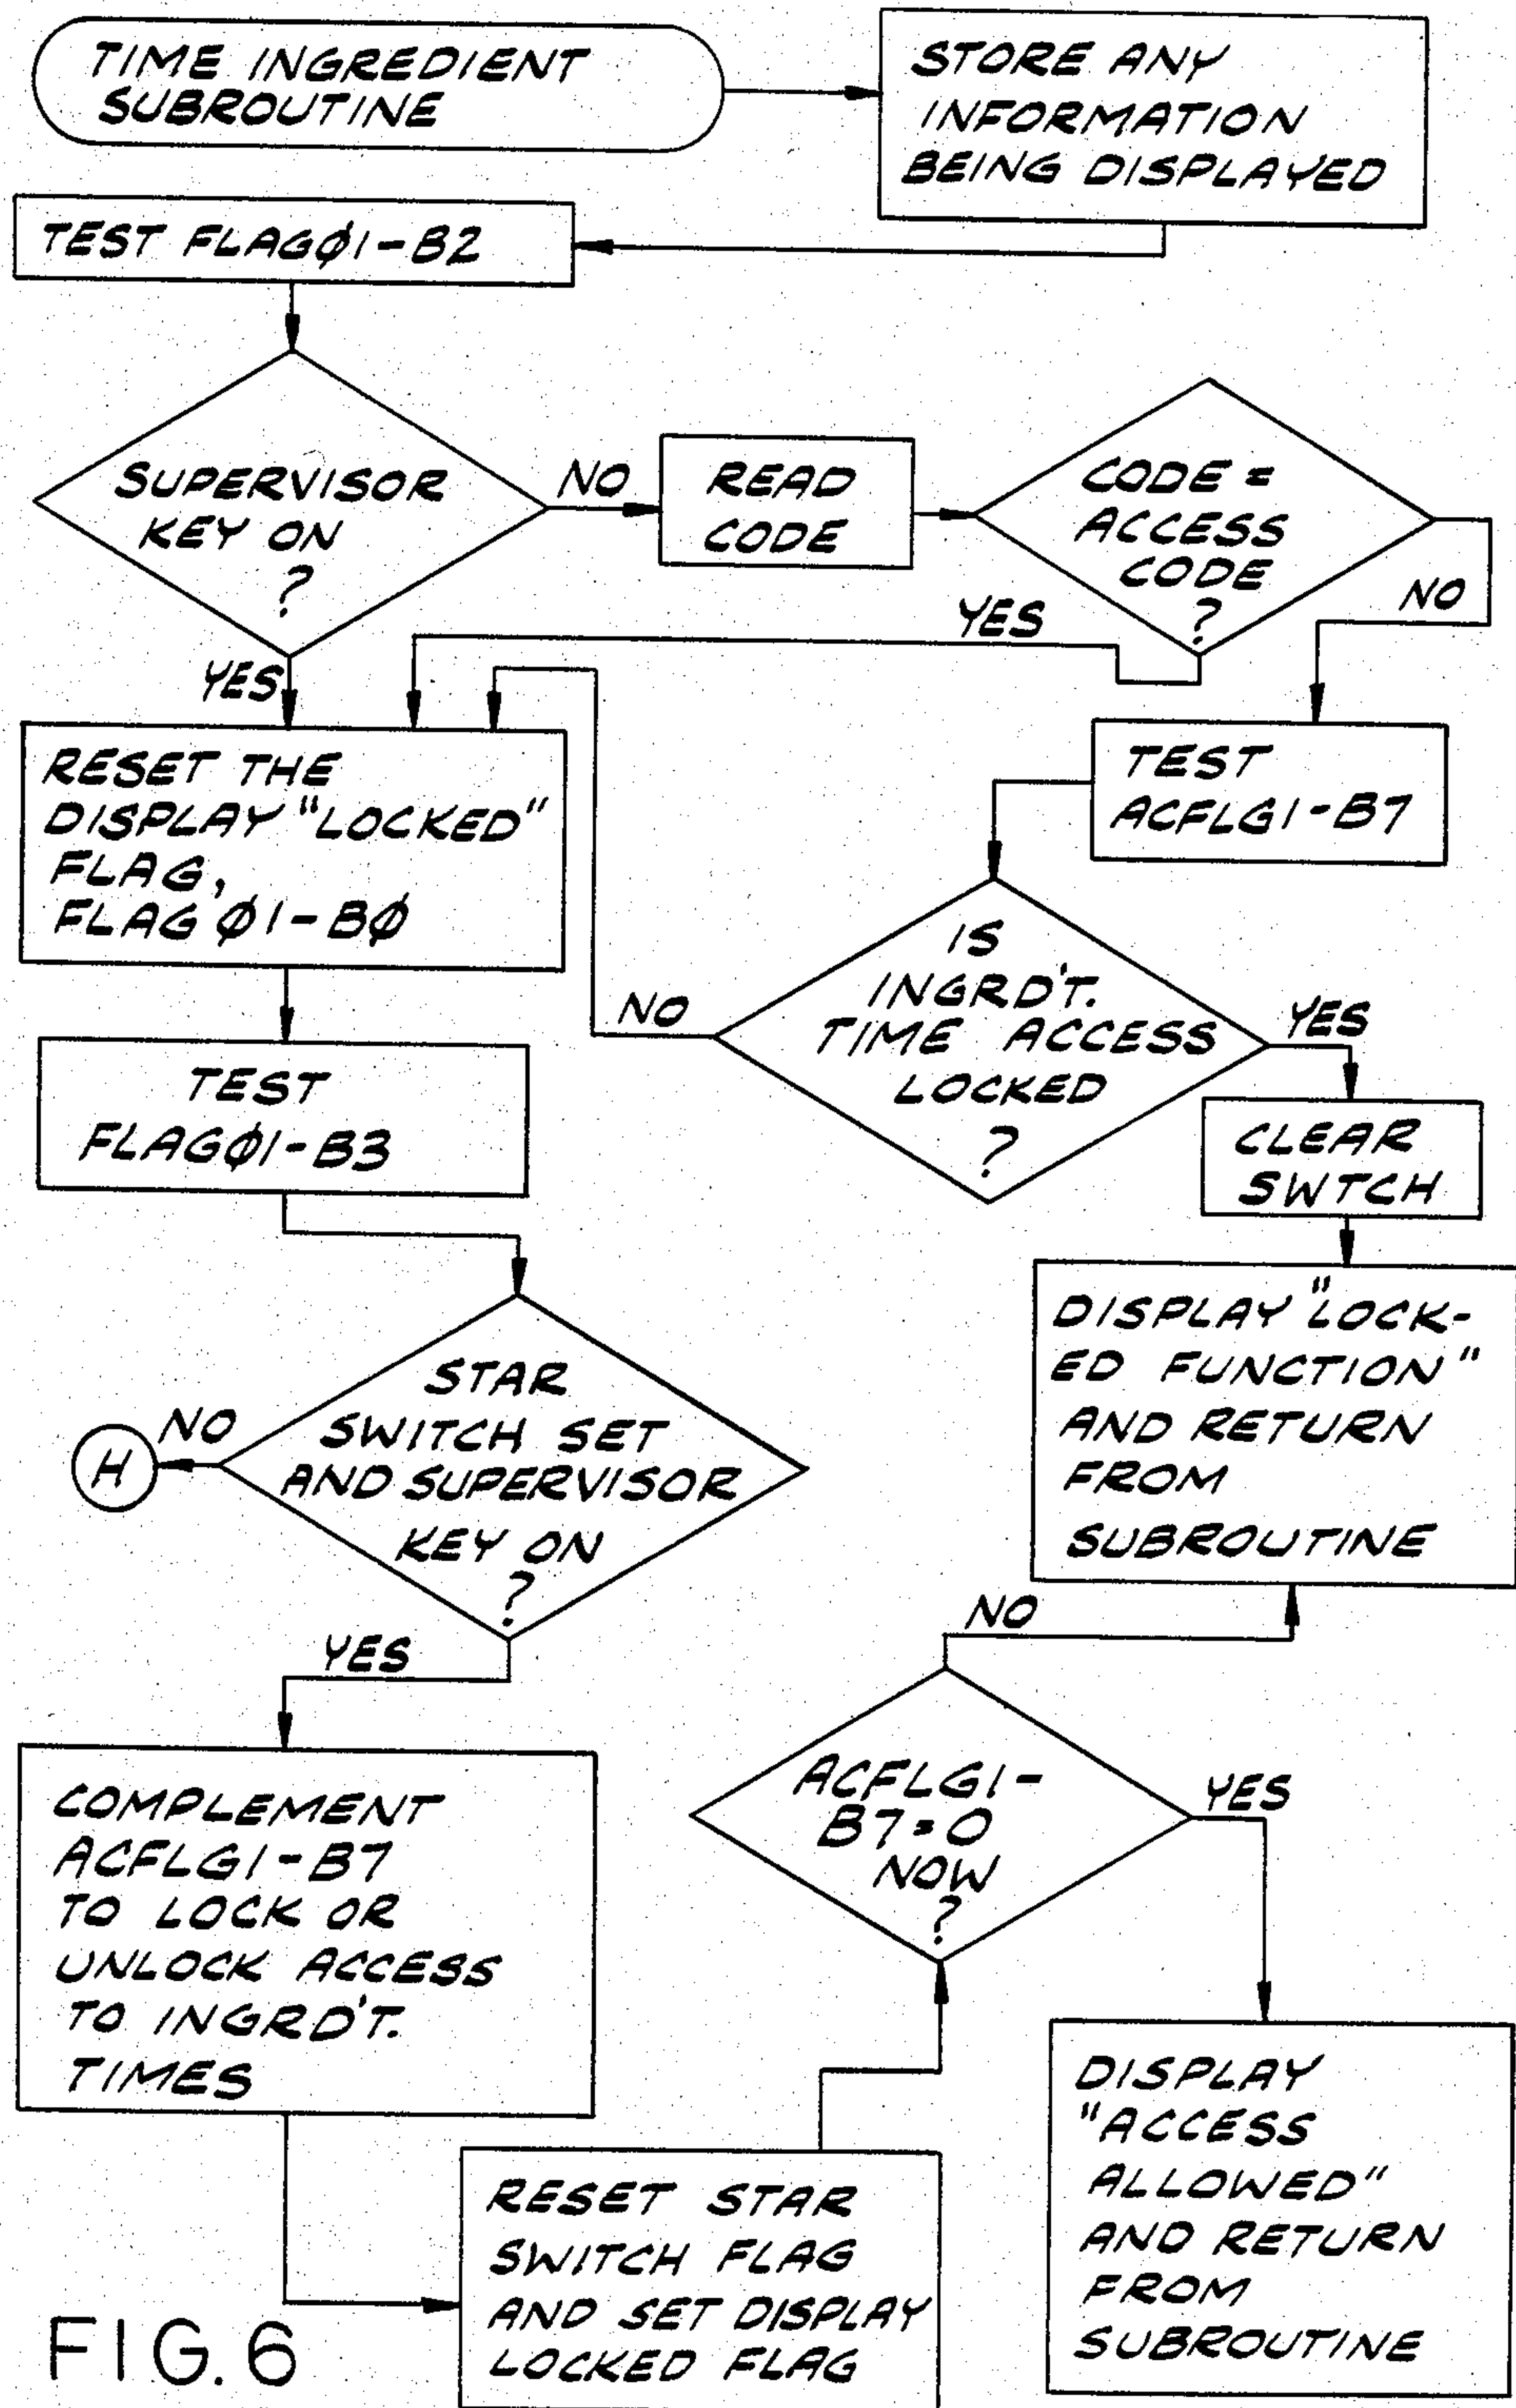 TIME INGREDIENT
SUBROUTINE
STORE ANY
INFORMATION
BEING DISPLAYED
TEST FLAGØ1-B2
SUPERVISOR
KEY ON
?
NO
READ
CODE
CODE =
ACCESS
CODE
?
NO
YES
YES
RESET THE
DISPLAY "LOCKED"
FLAG,
FLAG Ø1-BØ
TEST
ACFLG1-B7
IS
INGRD'T.
TIME ACCESS
LOCKED
?
NO
YES
TEST
FLAGØ1-B3
CLEAR
SWTCH
DISPLAY "LOCK-
ED FUNCTION"
AND RETURN
FROM
SUBROUTINE
STAR
SWITCH SET
AND SUPERVISOR
KEY ON
?
NO
H
YES
NO
COMPLEMENT
ACFLG1-B7
TO LOCK OR
UNLOCK ACCESS
TO INGRD'T.
TIMES
ACFLG1-
B7=0
NOW
?
YES
RESET STAR
SWITCH FLAG
AND SET DISPLAY
LOCKED FLAG
DISPLAY
"ACCESS
ALLOWED"
AND RETURN
FROM
SUBROUTINE
FIG. 6